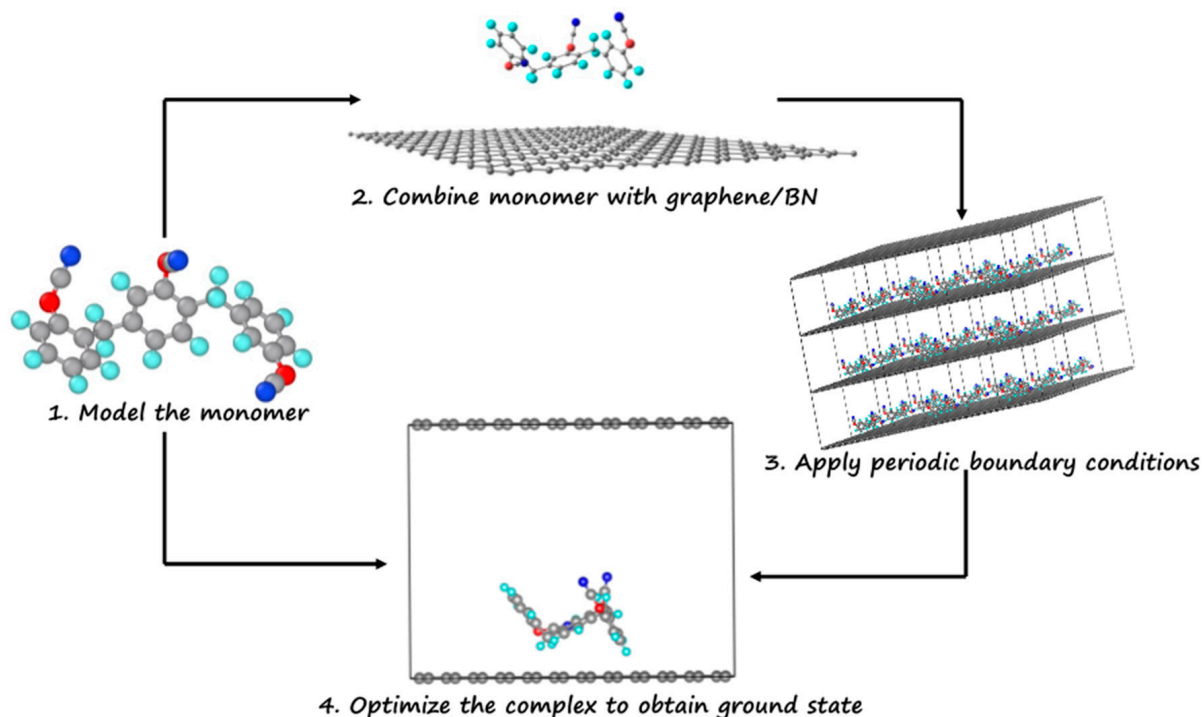 1. Model the monomer
2. Combine monomer with graphene/BN
3. Apply periodic boundary conditions
4. Optimize the complex to obtain ground state